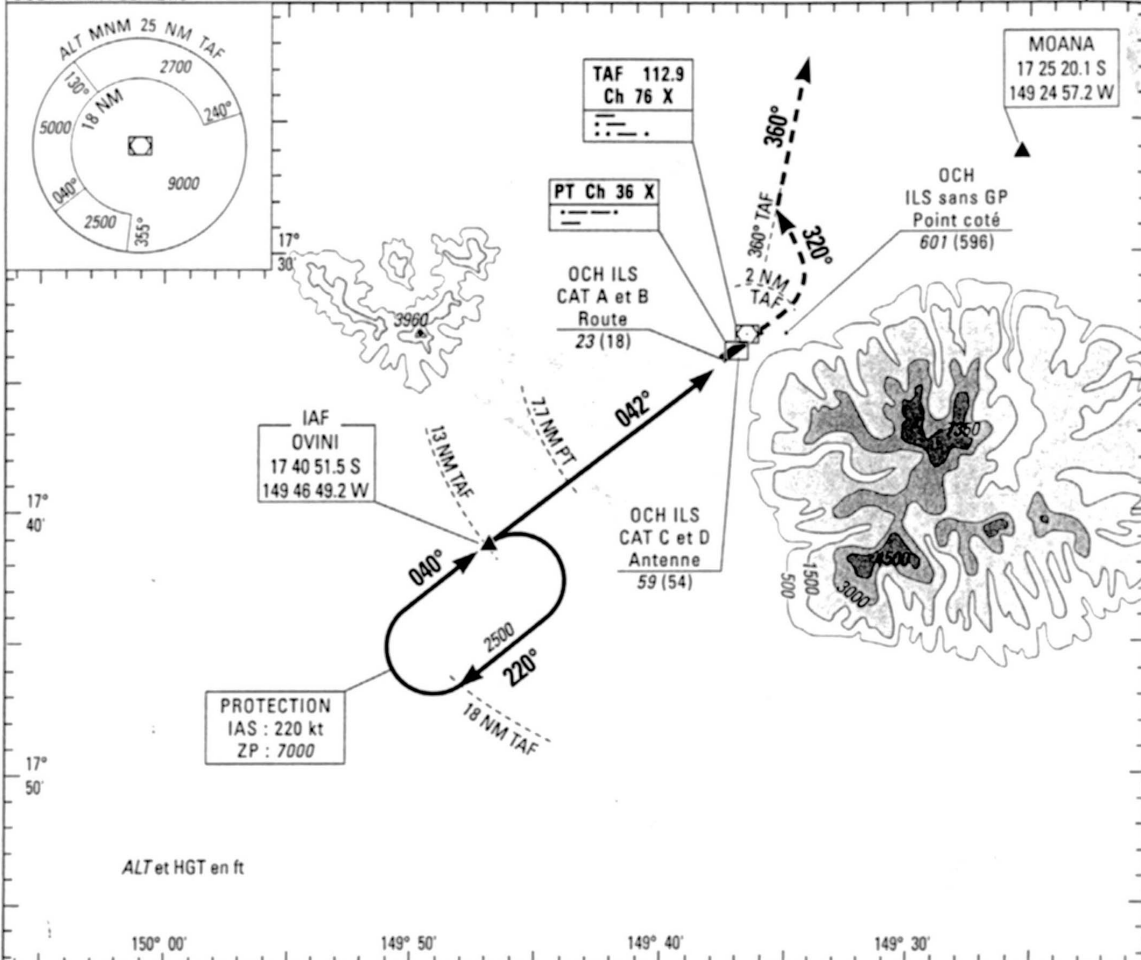 ALT MNM 25 NM TAF
2700
130°
18 NM
240°
5000
9000
040°
2500
355°
TAF 112.9
Ch 76 X
PT Ch 36 X
MOANA
17 25 20.1 S
149 24 57.2 W
360°
360° TAF
320°
2 NM
TAF
OCH
ILS sans GP
Point coté
601 (596)
17°
30'
3960
OCH ILS
CAT A et B
Route
23 (18)
IAF
OVINI
17 40 51.5 S
149 46 49.2 W
13 NM TAF
7.7 NM PT
042°
17°
40'
OCH ILS
CAT C et D
Antenne
59 (54)
7350
4500
3000
1500
500
040°
2500
220°
18 NM TAF
PROTECTION
IAS : 220 kt
ZP : 7000
17°
50'
ALT et HGT en ft
150° 00'
149° 50'
149° 40'
149° 30'